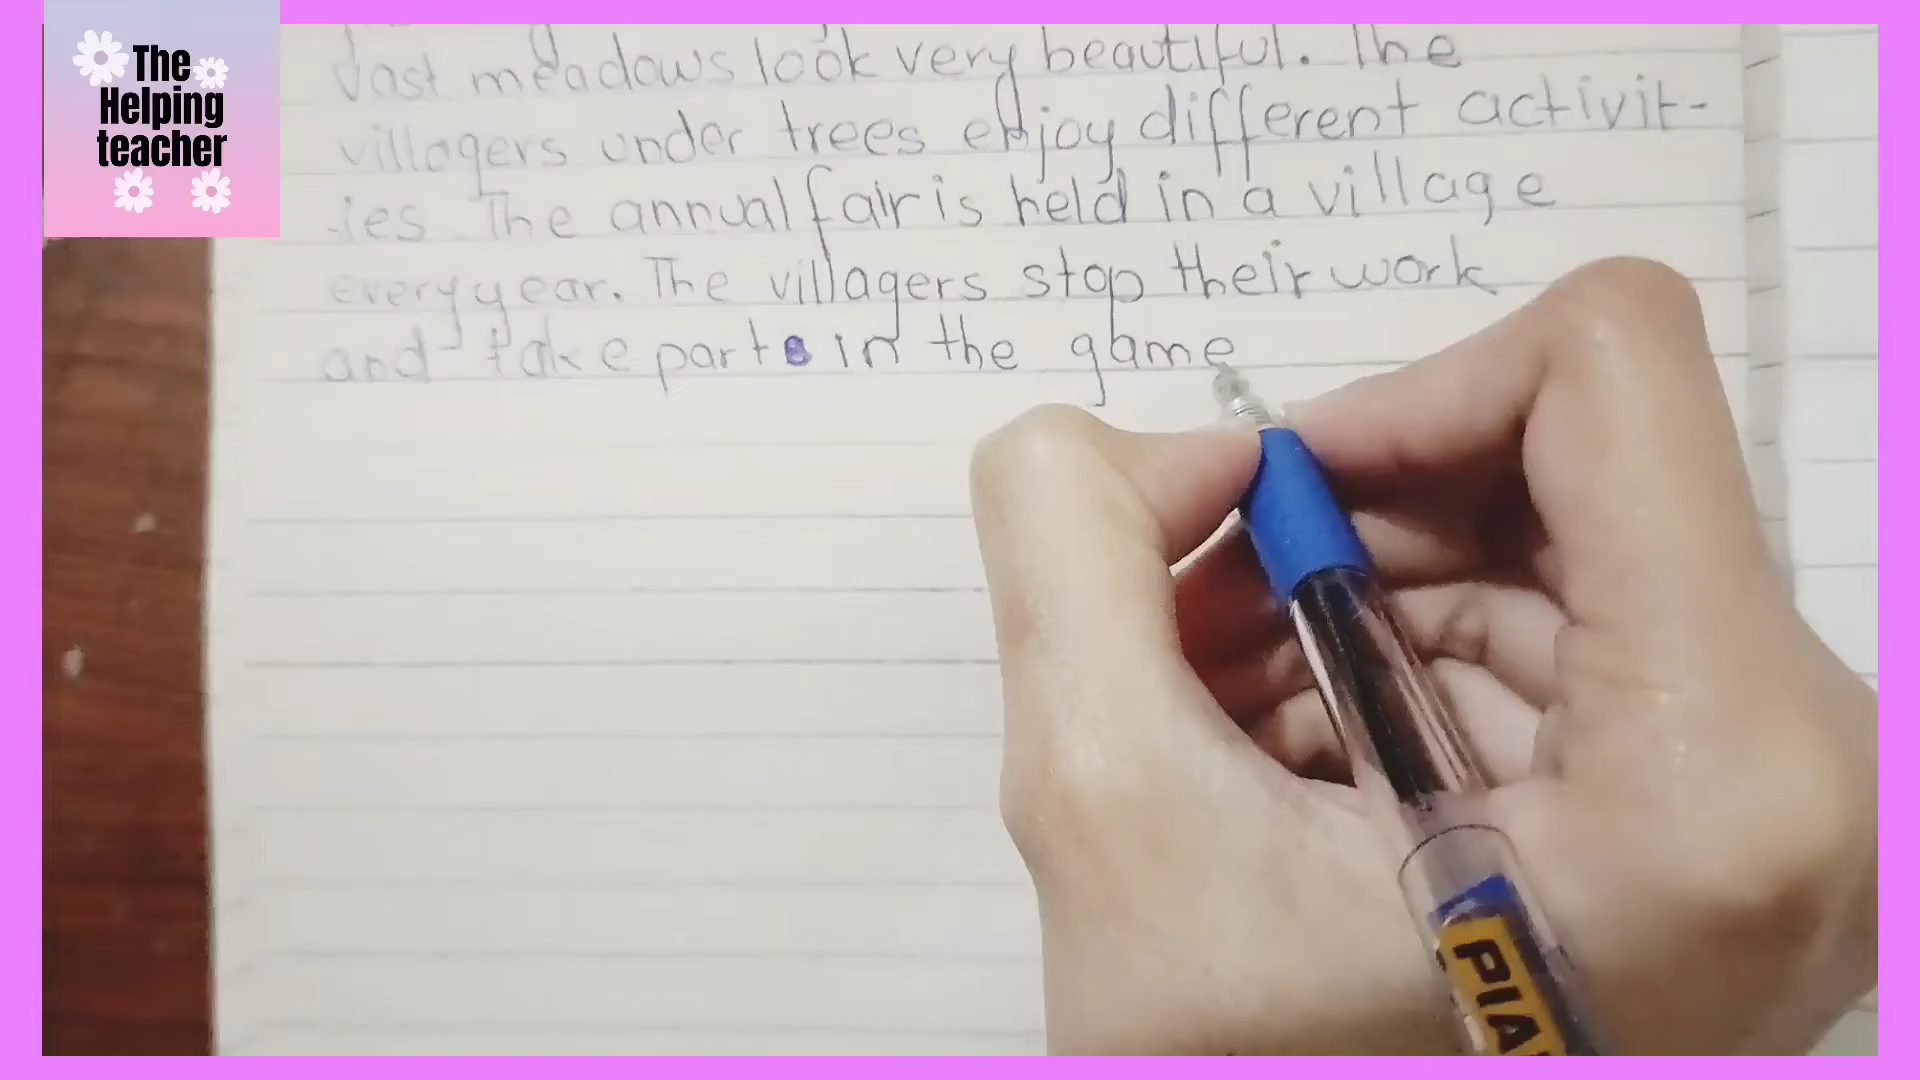 The
Helping
teacher
vast meadows look very beautiful. The
villagers under trees enjoy different activit-
-ies. The annual fair is held in a village
every year. The villagers stop their work
and take part in the game
PIA